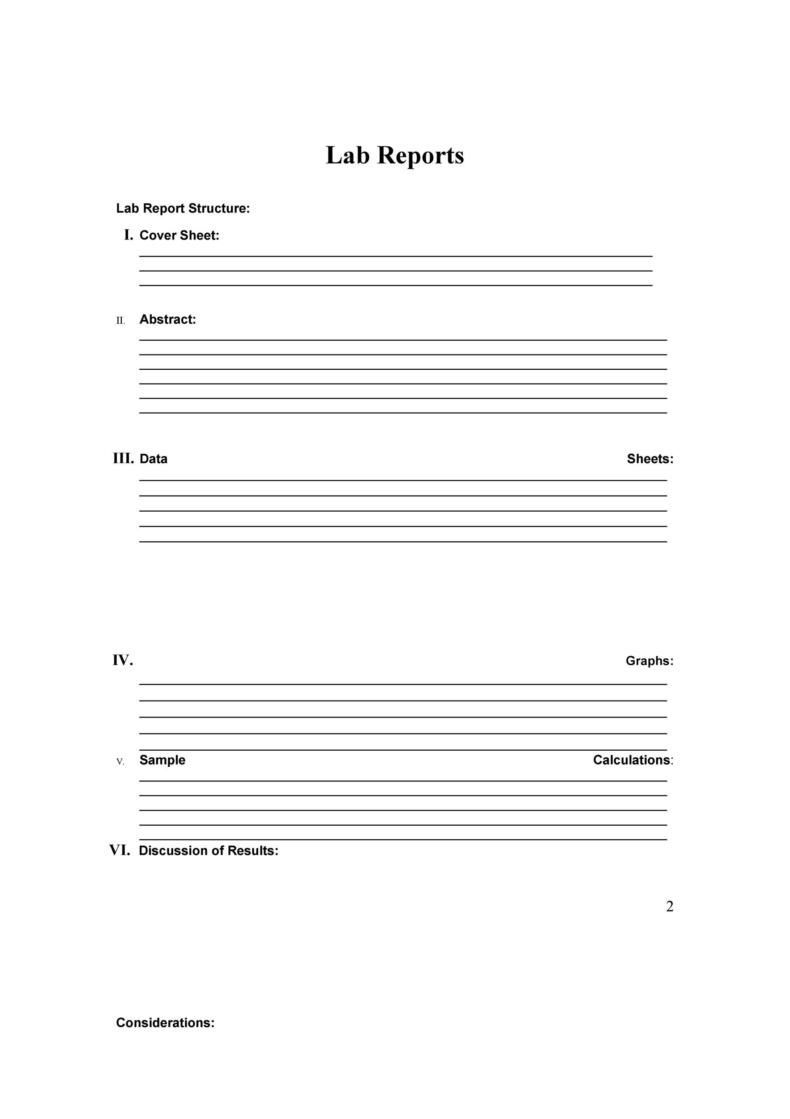 Lab Reports
Lab Report Structure:
I. Cover Sheet:
II. Abstract:
III. Data Sheets:
IV. Graphs:
V. Sample Calculations:
VI. Discussion of Results:
2
Considerations: